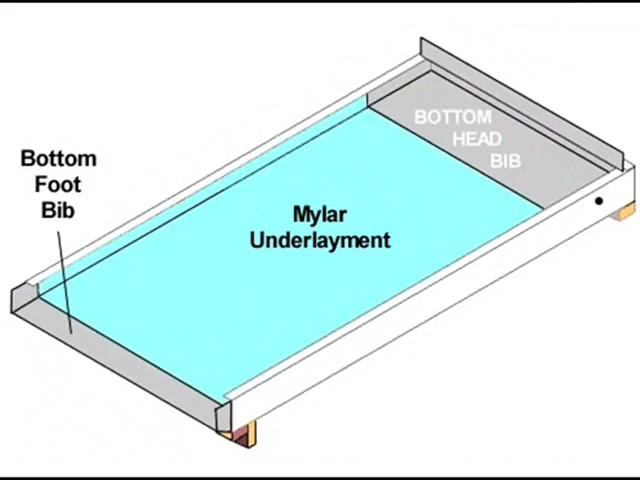 BOTTOM
HEAD
BIB
Bottom
Foot
Bib
Mylar
Underlayment